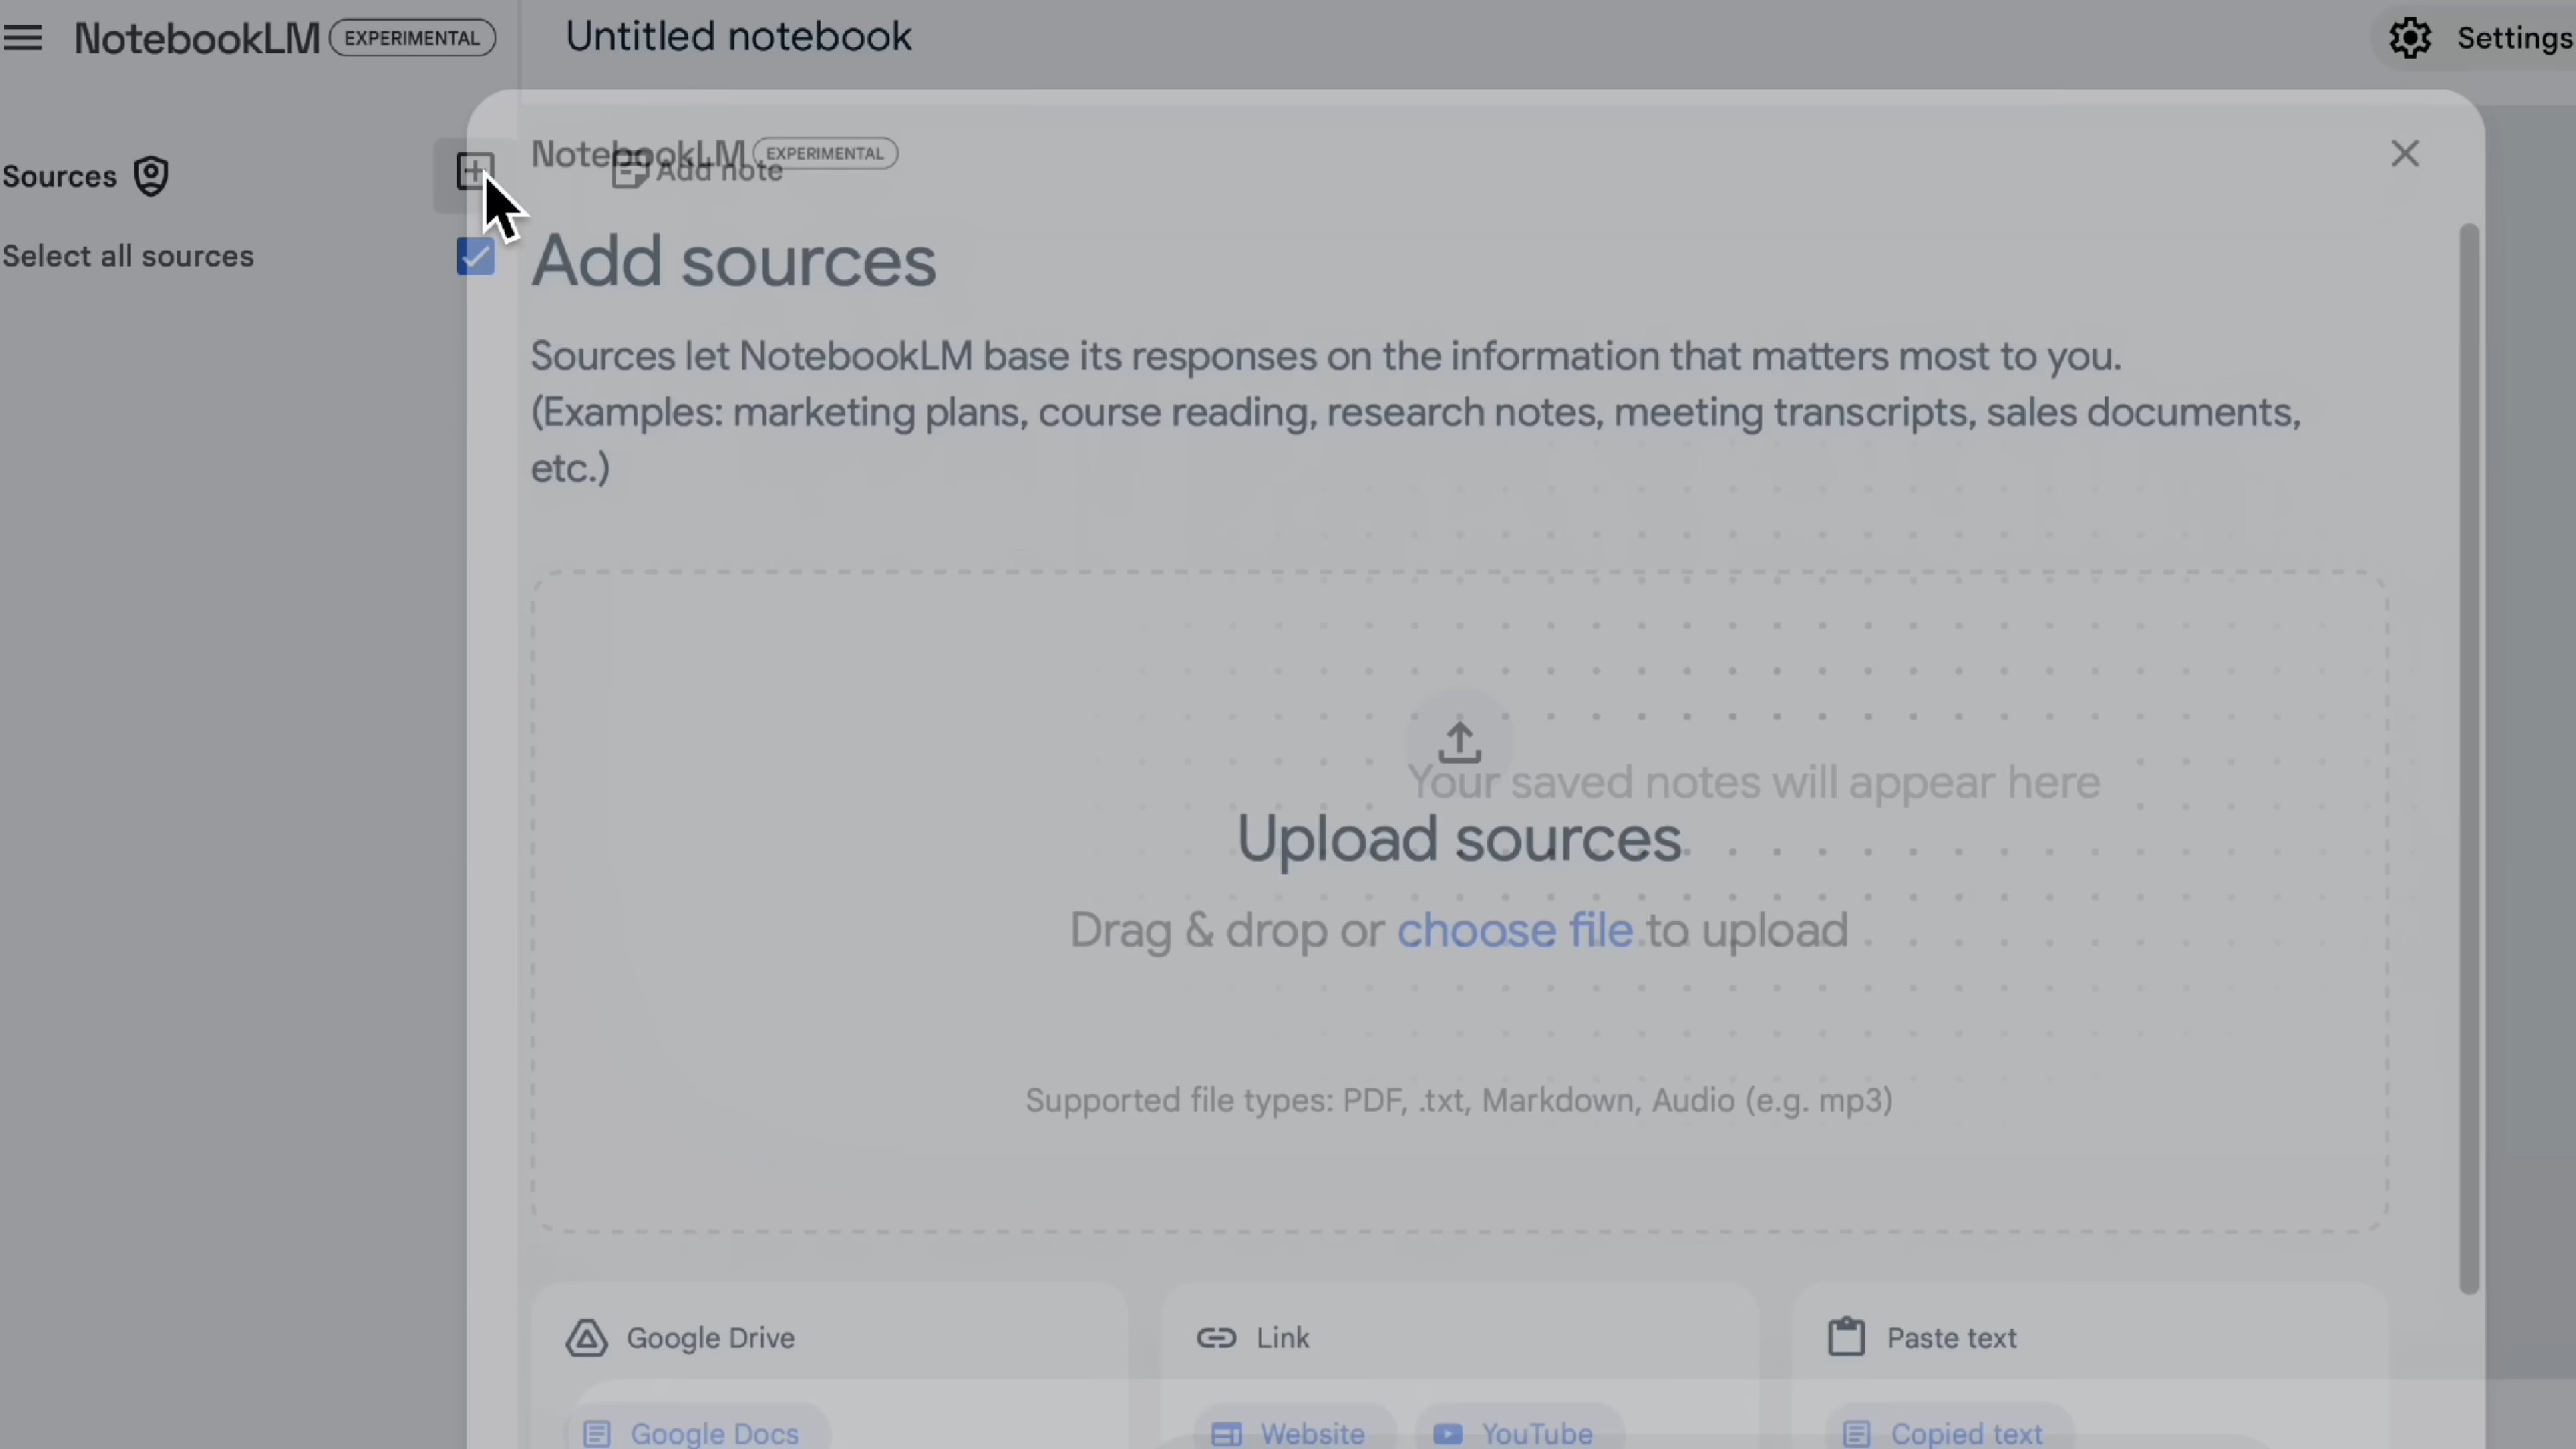 NotebookLM EXPERIMENTAL
Untitled notebook
Settings
Sources
Select all sources
NotebookLM EXPERIMENTAL
Add note
Add sources
Sources let NotebookLM base its responses on the information that matters most to you.
(Examples: marketing plans, course reading, research notes, meeting transcripts, sales documents,
etc.)
Your saved notes will appear here
Upload sources
Drag & drop or choose file to upload
Supported file types: PDF, .txt, Markdown, Audio (e.g. mp3)
Google Drive
Link
Paste text
Google Docs
Website
YouTube
Copied text